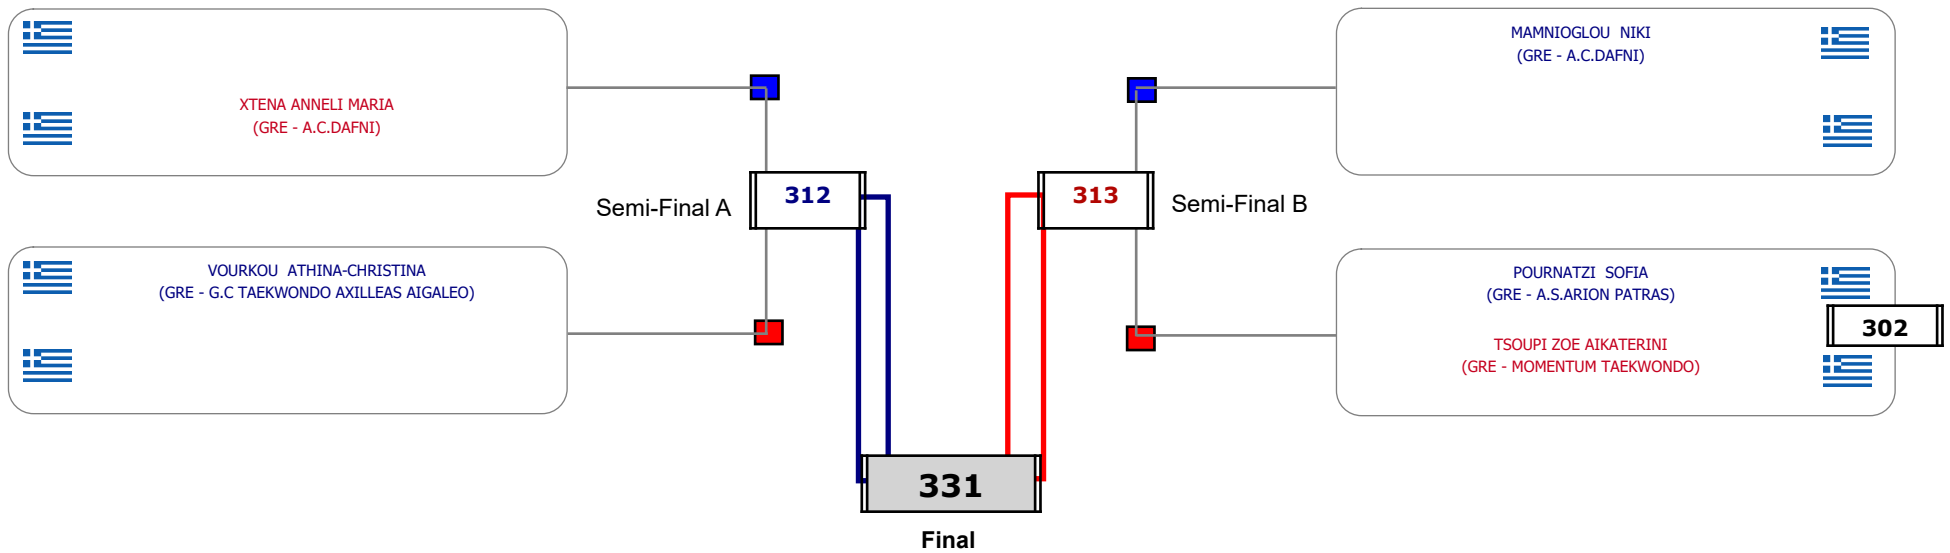 XTENA ANNELI MARIA
(GRE - A.C.DAFNI)
MAMNIOGLOU NIKI
(GRE - A.C.DAFNI)
312
Semi-Final A
313
Semi-Final B
VOURKOU ATHINA-CHRISTINA
(GRE - G.C TAEKWONDO AXILLEAS AIGALEO)
POURNATZI SOFIA
(GRE - A.S.ARION PATRAS)
302
TSOUPI ZOE AIKATERINI
(GRE - MOMENTUM TAEKWONDO)
331
Final